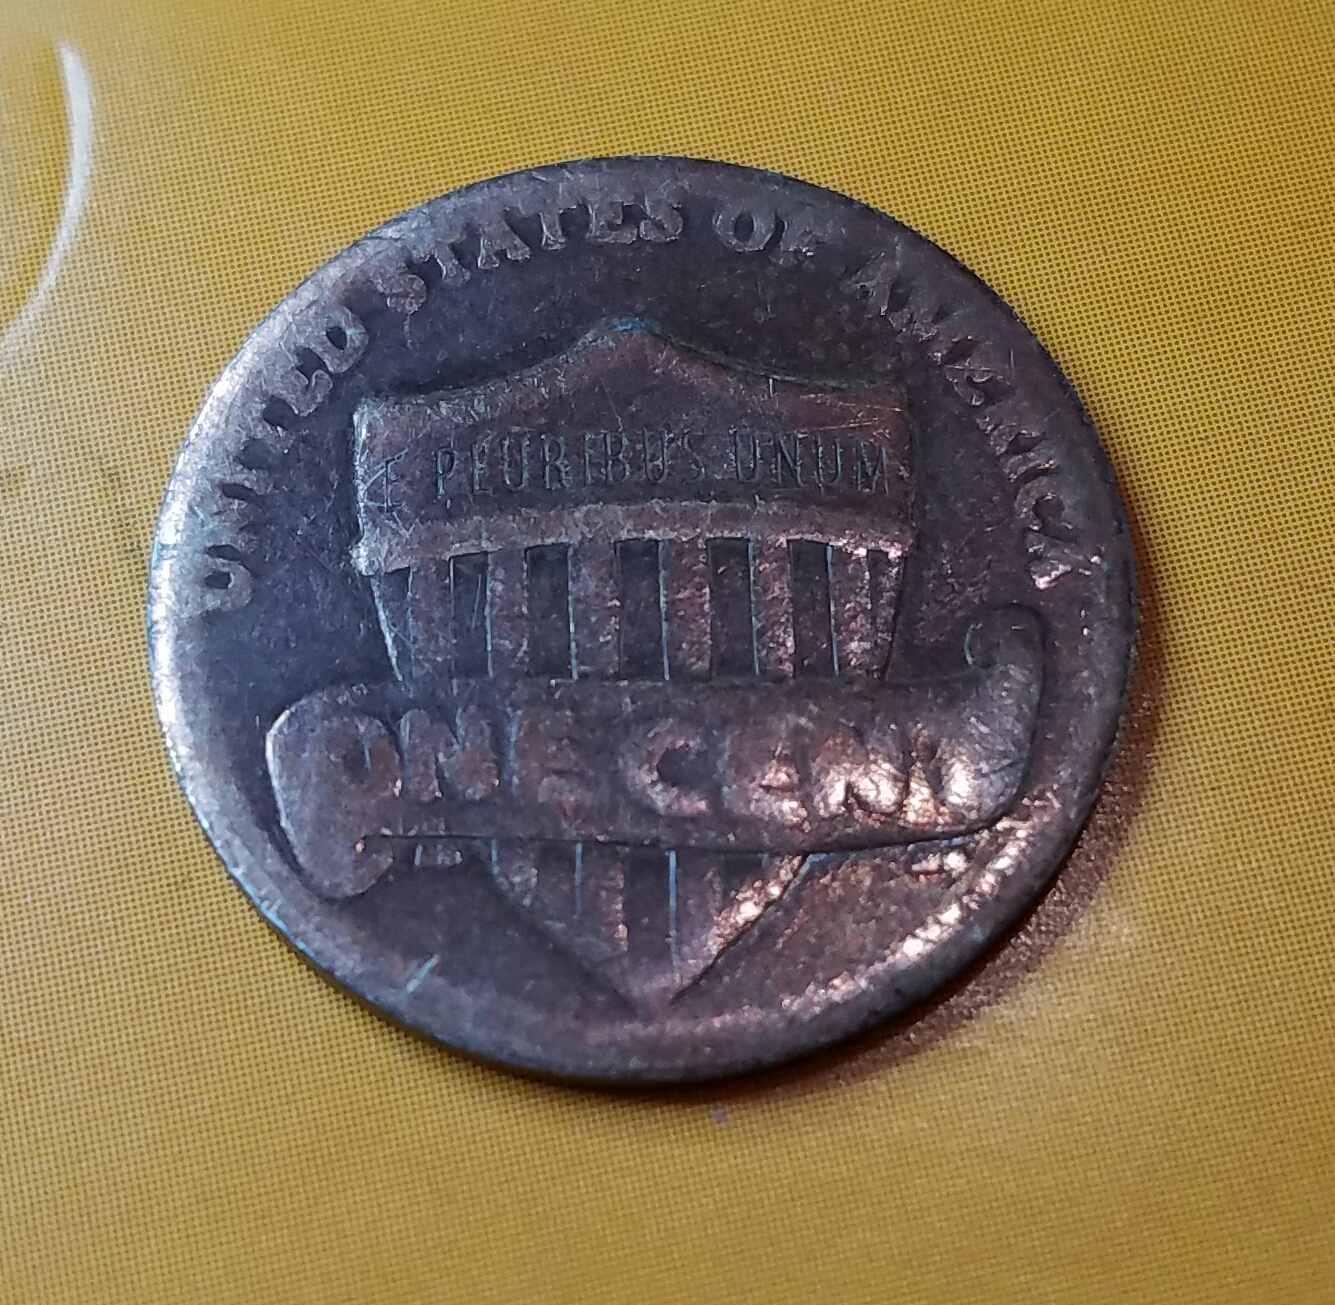 UNITED STATES OF AMERICA
E PLURIBUS UNUM
ONE CENT